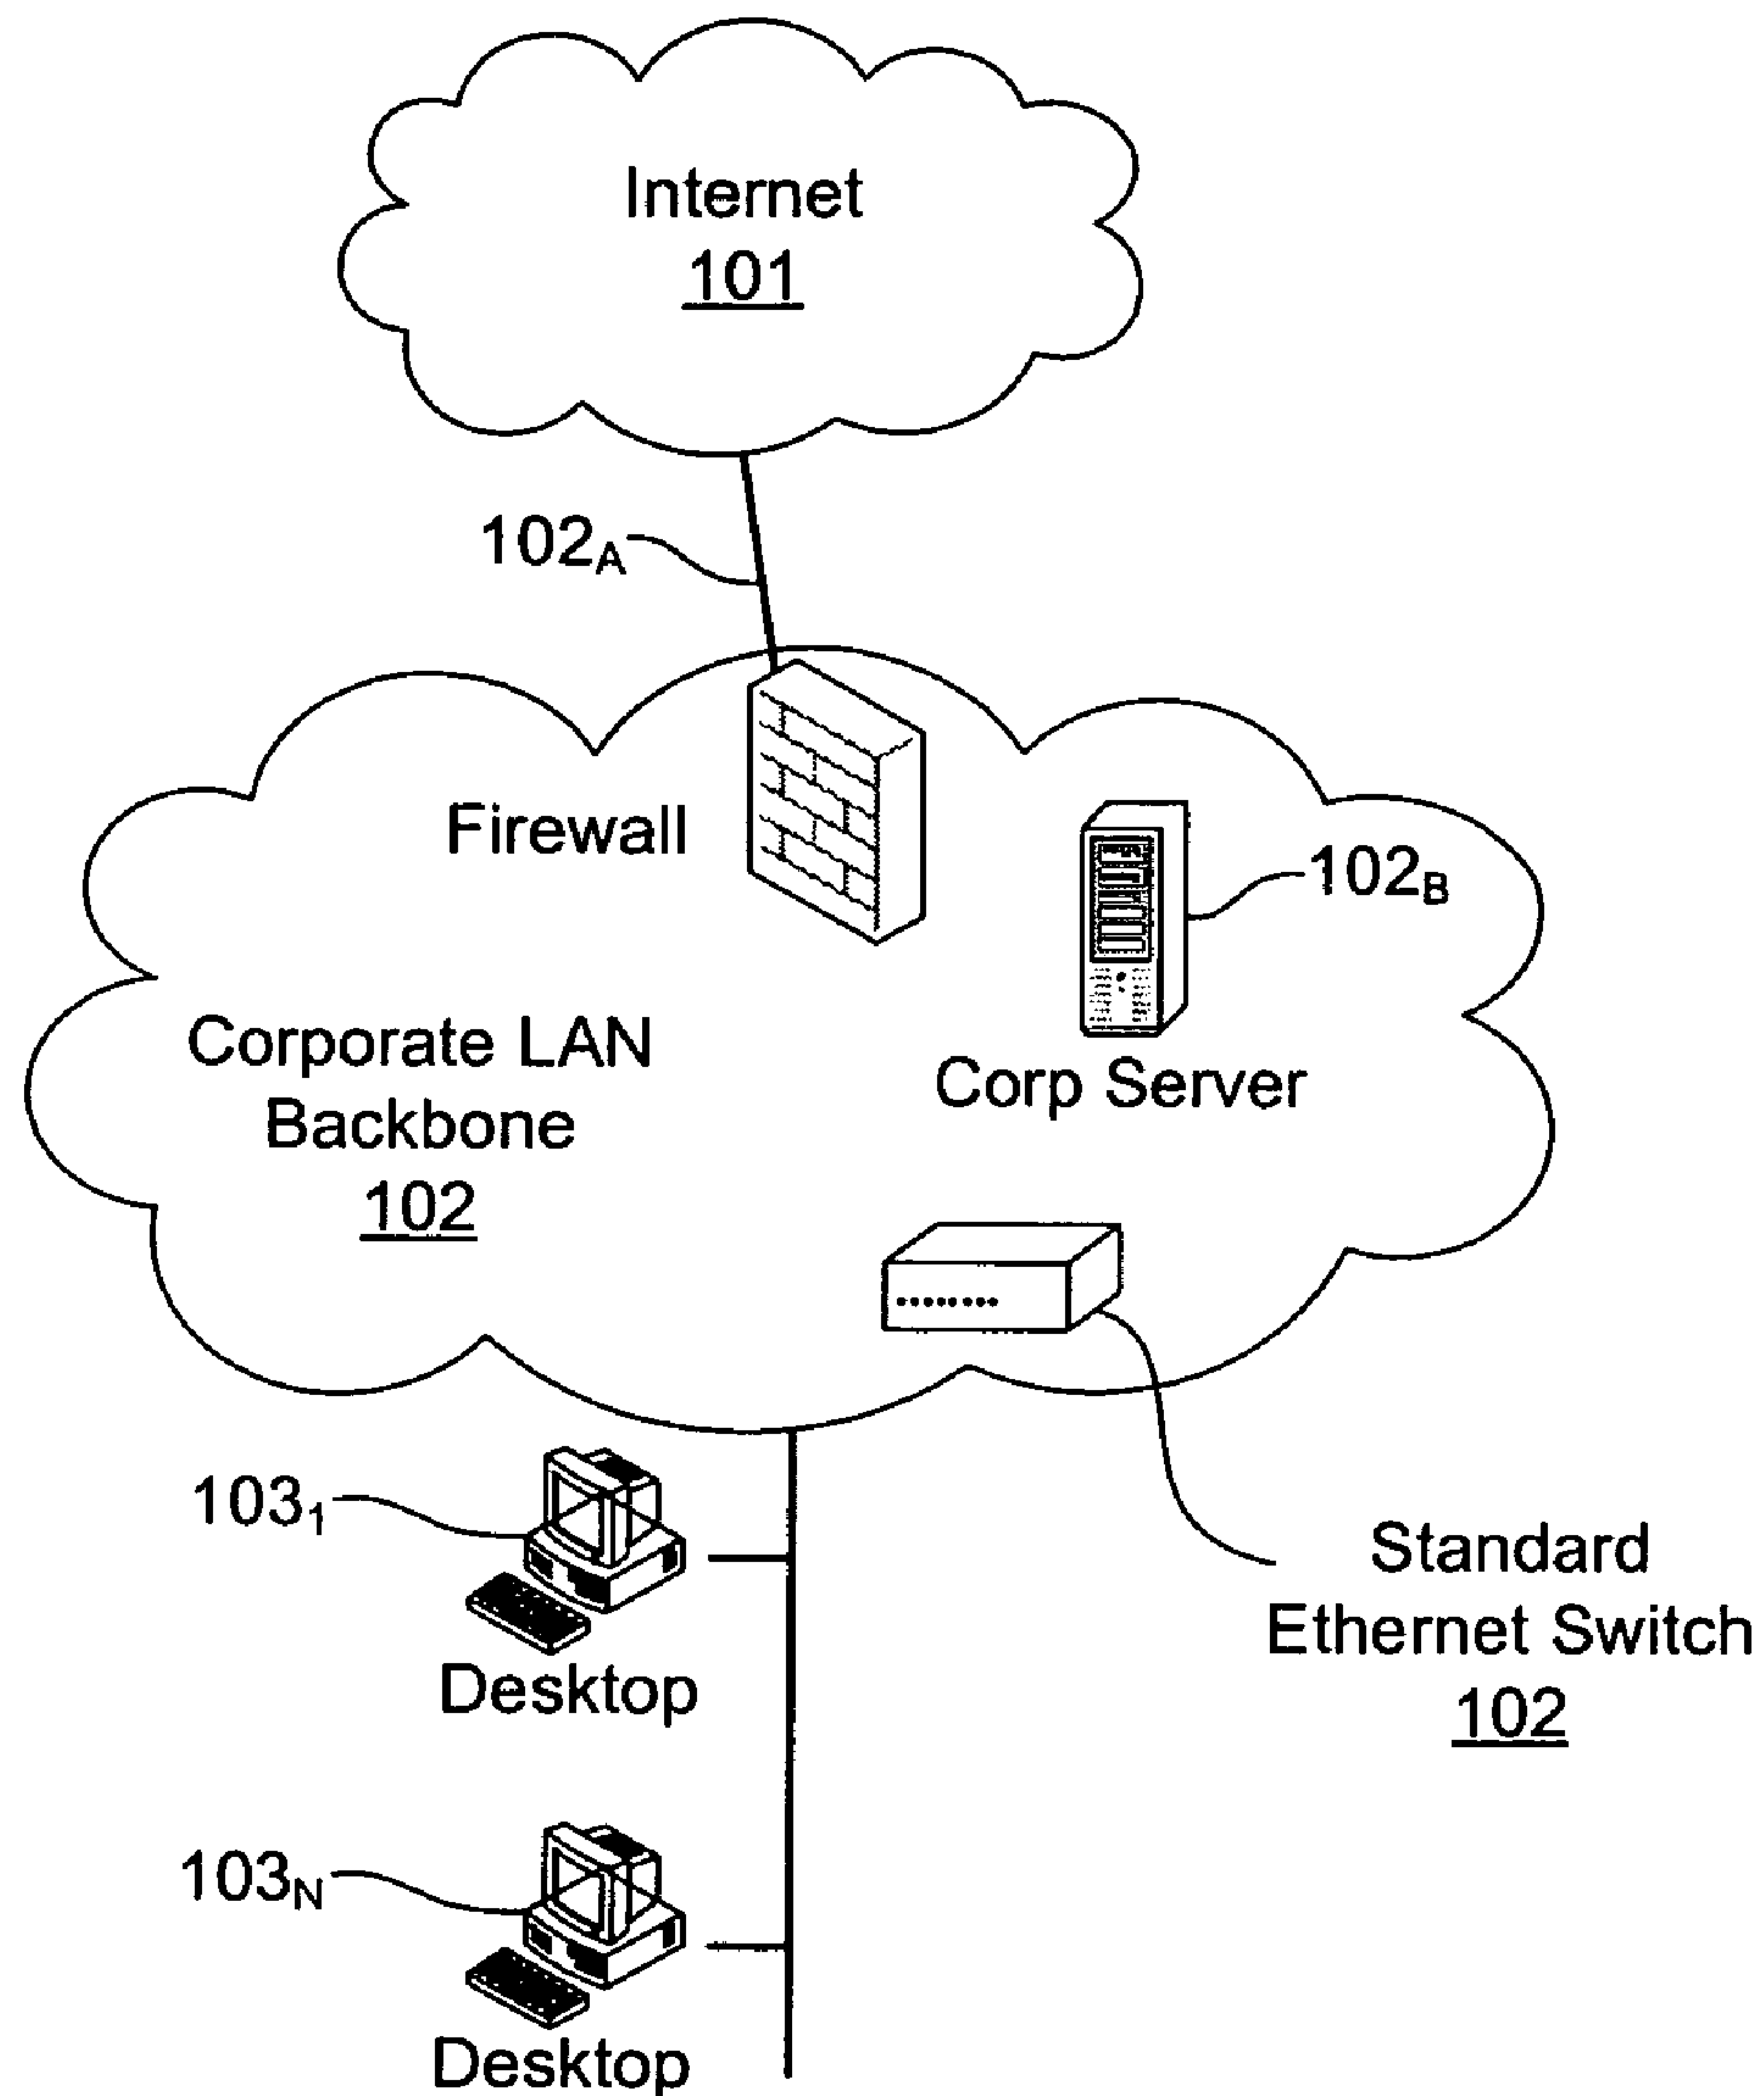 Internet
101
102A
Firewall
102B
Corporate LAN
Backbone
102
Corp Server
1031
Desktop
Standard
Ethernet Switch
102
103N
Desktop